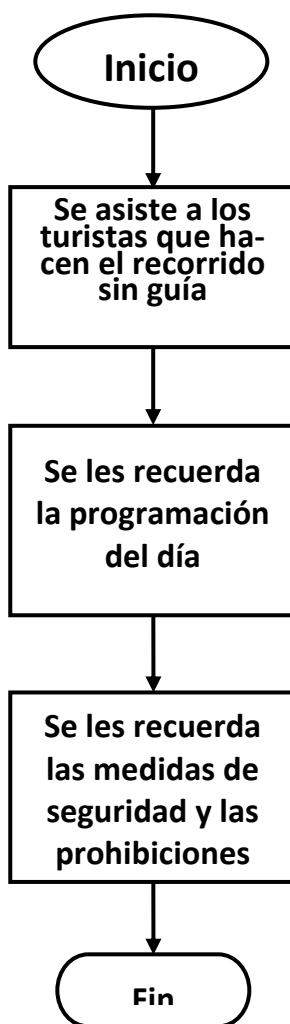 Inicio
Se asiste a los
turistas que ha-
cen el recorrido
sin guía
Se les recuerda
la programación
del día
Se les recuerda
las medidas de
seguridad y las
prohibiciones
Fin